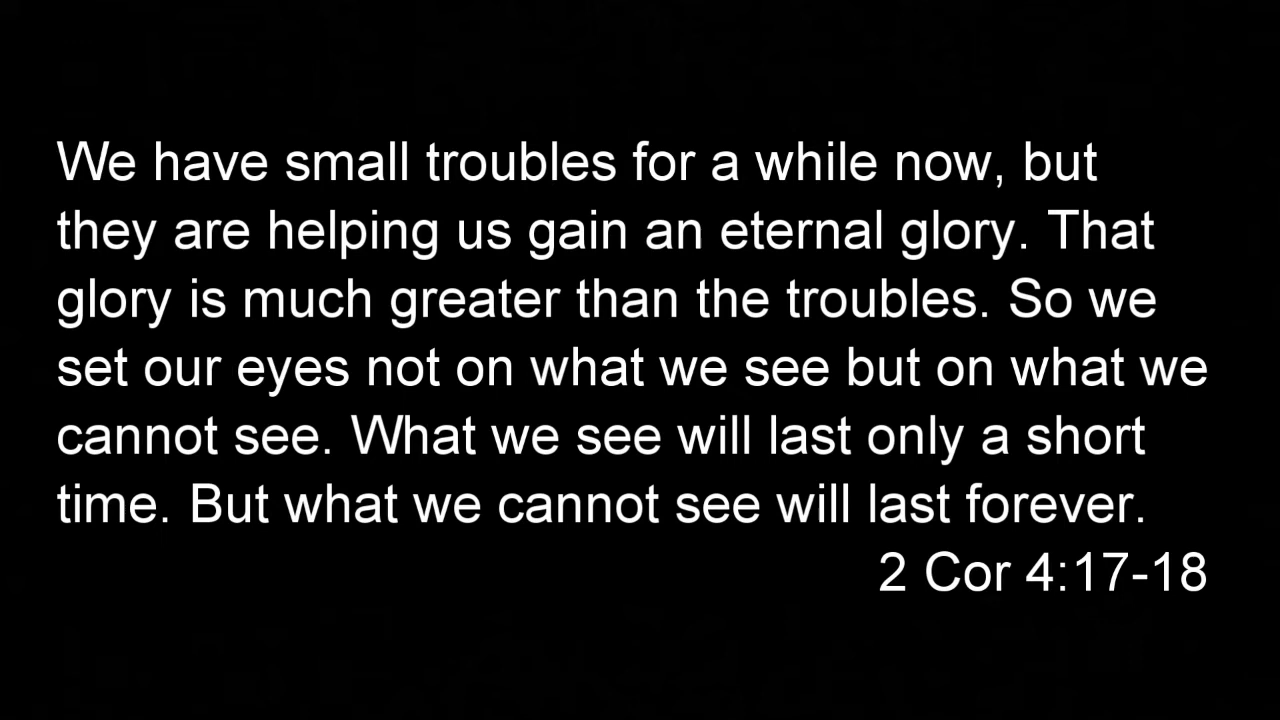 We have small troubles for a while now, but
they are helping us gain an eternal glory. That
glory is much greater than the troubles. So we
set our eyes not on what we see but on what we
cannot see. What we see will last only a short
time. But what we cannot see will last forever.
2 Cor 4:17-18